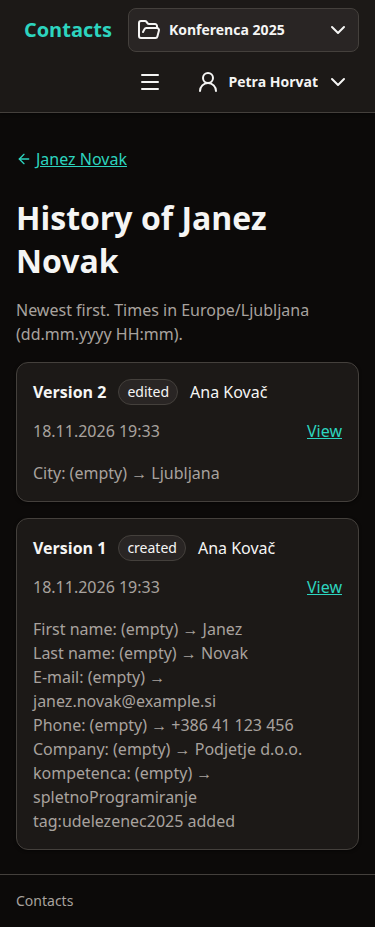 Contacts
Konferenca 2025
Petra Horvat
← Janez Novak
History of Janez
Novak
Newest first. Times in Europe/Ljubljana
(dd.mm.yyyy HH:mm).
Version 2 edited Ana Kovač
18.11.2026 19:33 View
City: (empty) → Ljubljana
Version 1 created Ana Kovač
18.11.2026 19:33 View
First name: (empty) → Janez
Last name: (empty) → Novak
E-mail: (empty) →
janez.novak@example.si
Phone: (empty) → +386 41 123 456
Company: (empty) → Podjetje d.o.o.
kompetenca: (empty) →
spletnoProgramiranje
tag:udelezenec2025 added
Contacts